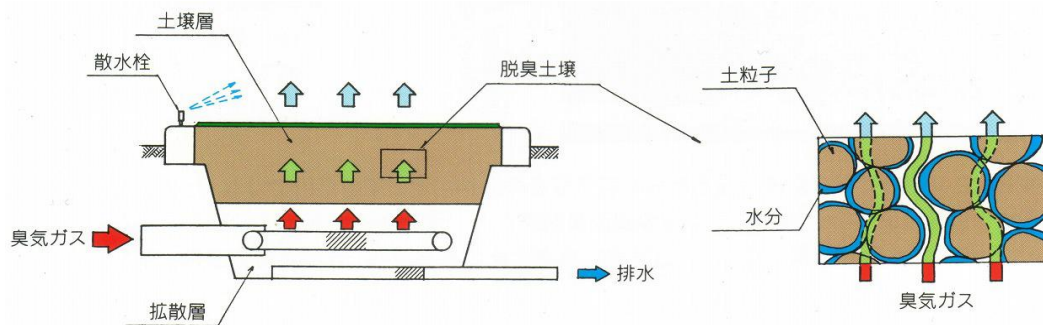 土壌層
散水栓
脱臭土壌
土粒子
水分
臭気ガス
排水
拡散層
臭気ガス